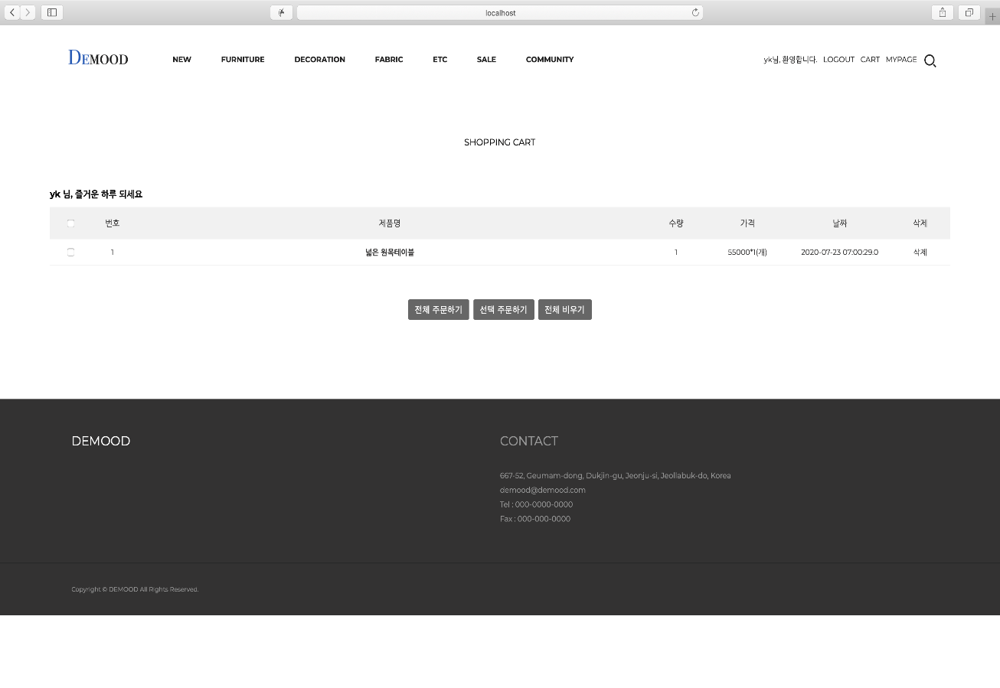 localhost
DEMOOD NEW FURNITURE DECORATION FABRIC ETC SALE COMMUNITY yk님, 환영합니다. LOGOUT CART MYPAGE
SHOPPING CART
yk 님, 즐거운 하루 되세요
번호 제품명 수량 가격 날짜 삭제
1 넓은 원목테이블 1 55000*1(개) 2020-07-23 07:00:29.0 삭제
전체 주문하기 선택 주문하기 전체 비우기
DEMOOD CONTACT
667-52, Geumam-dong, Dukjin-gu, Jeonju-si, Jeollabuk-do, Korea
demood@demood.com
Tel : 000-0000-0000
Fax : 000-000-0000
Copyright © DEMOOD All Rights Reserved.